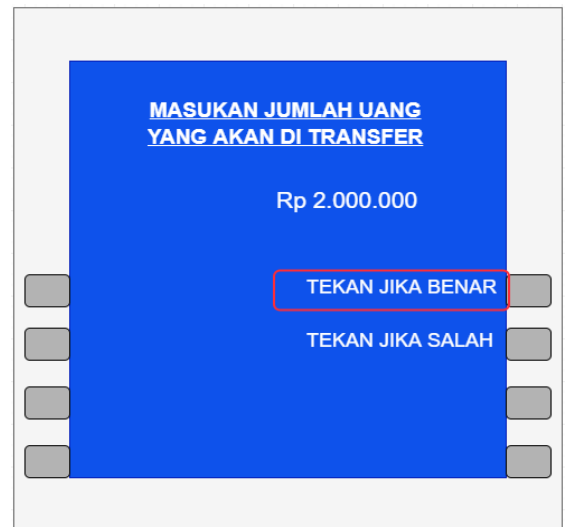 MASUKAN JUMLAH UANG
YANG AKAN DI TRANSFER
Rp 2.000.000
TEKAN JIKA BENAR
TEKAN JIKA SALAH